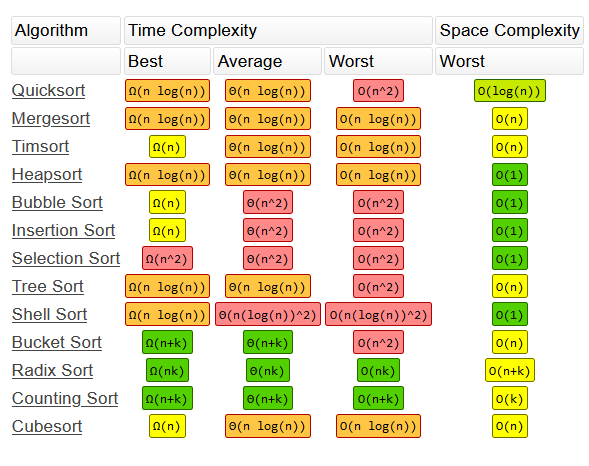 Algorithm Time Complexity Space Complexity
Best Average Worst Worst
Quicksort Ω(n log(n)) Θ(n log(n)) O(n^2) O(log(n))
Mergesort Ω(n log(n)) Θ(n log(n)) O(n log(n)) O(n)
Timsort Ω(n) Θ(n log(n)) O(n log(n)) O(n)
Heapsort Ω(n log(n)) Θ(n log(n)) O(n log(n)) O(1)
Bubble Sort Ω(n) Θ(n^2) O(n^2) O(1)
Insertion Sort Ω(n) Θ(n^2) O(n^2) O(1)
Selection Sort Ω(n^2) Θ(n^2) O(n^2) O(1)
Tree Sort Ω(n log(n)) Θ(n log(n)) O(n^2) O(n)
Shell Sort Ω(n log(n)) Θ(n(log(n))^2) O(n(log(n))^2) O(1)
Bucket Sort Ω(n+k) Θ(n+k) O(n^2) O(n)
Radix Sort Ω(nk) Θ(nk) O(nk) O(n+k)
Counting Sort Ω(n+k) Θ(n+k) O(n+k) O(k)
Cubesort Ω(n) Θ(n log(n)) O(n log(n)) O(n)